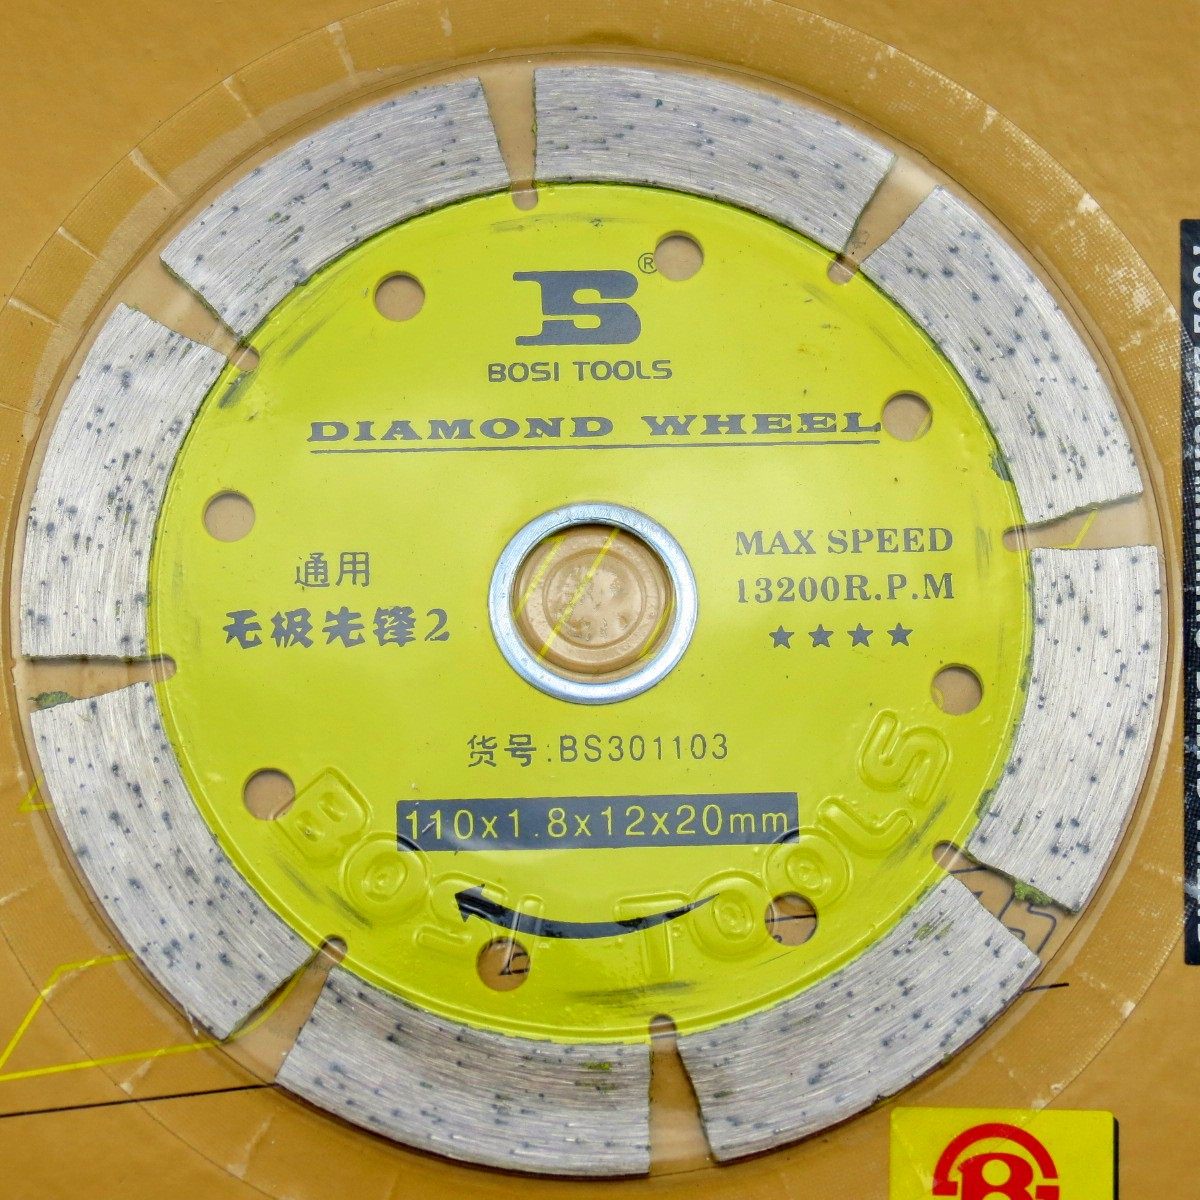 ®
BOSI TOOLS
DIAMOND WHEEL
通用
无极先锋2
MAX SPEED
13200R.P.M
★★★★
货号:BS301103
110x1.8x12x20mm
BOSI TOOLS